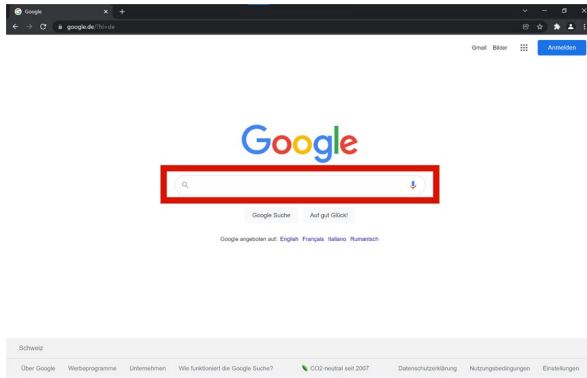 Google
google.de/?hl=de
Gmail Bilder Anmelden
Google
Google Suche Auf gut Glück!
Google angeboten auf: English Français Italiano Rumantsch
Schweiz
Über Google Werbeprogramme Unternehmen Wie funktioniert die Google Suche? CO2-neutral seit 2007 Datenschutzerklärung Nutzungsbedingungen Einstellungen